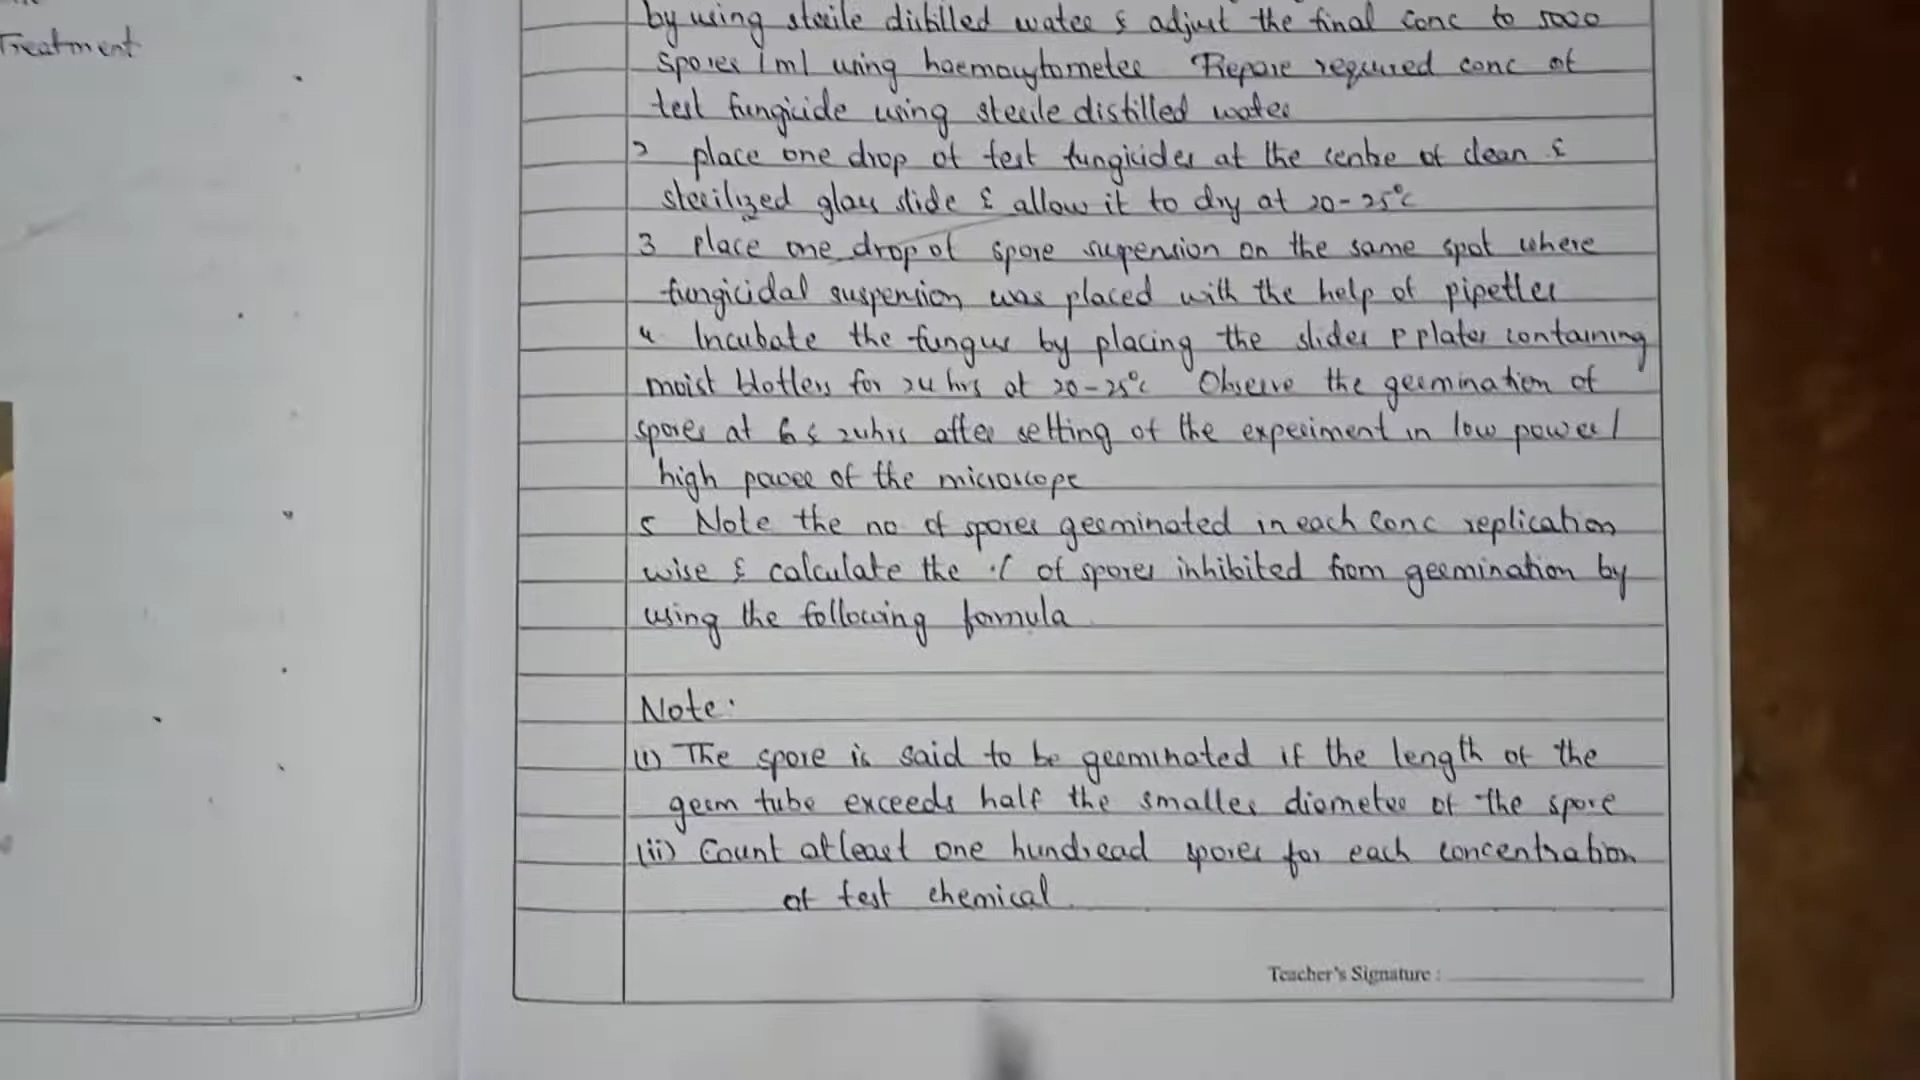 Treatment
by using sterile distilled water & adjust the final conc to 5000
spores / ml using haemocytometer Prepare required conc of
test fungicide using sterile distilled water
2 place one drop of test fungicides at the centre of clean &
sterilized glass slide & allow it to dry at 20-25°c
3 Place one drop of spore supension on the same spot where
fungicidal suspension was placed with the help of pipettes
4 Incubate the fungus by placing the slides P plates containing
moist blotters for 24 hrs at 20-25°c Observe the germination of
spores at 6 & 24hrs after setting of the experiment in low power /
high power of the microscope
5 Note the no of spores germinated in each conc replication
wise & calculate the % of spores inhibited from germination by
using the following formula
Note:
(i) The spore is said to be germinated if the length of the
germ tube exceeds half the smaller diameter of the spore
(ii) Count atleast one hundread spores for each concentration
of test chemical.
Teacher's Signature :